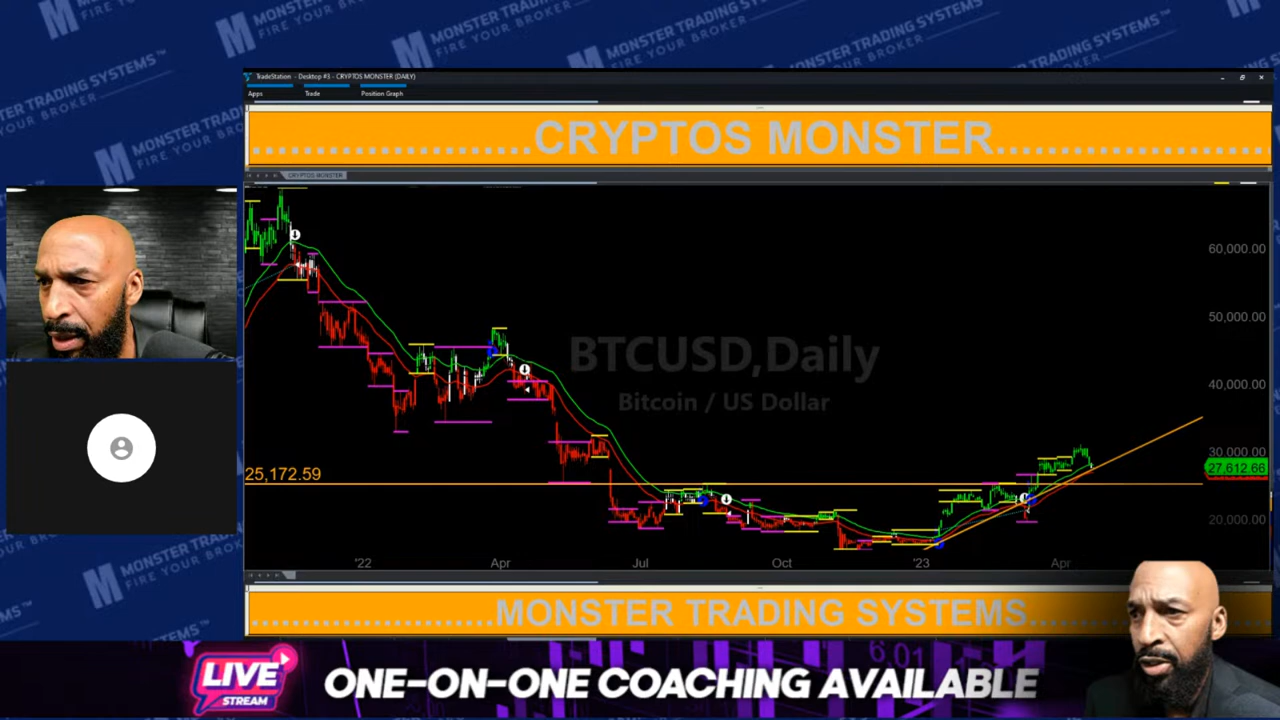 MONSTER TRADING SYSTEMS™
FIRE YOUR BROKER
TradeStation - Desktop #3 - CRYPTOS MONSTER (DAILY)
Apps
Trade
Position Graph
..................CRYPTOS MONSTER..................
CRYPTOS MONSTER
60,000.00
50,000.00
BTCUSD,Daily
40,000.00
Bitcoin / US Dollar
30,000.00
27,612.66
25,172.59
20,000.00
'22
Apr
Jul
Oct
'23
Apr
..................MONSTER TRADING SYSTEMS..................
6.01
LIVE
STREAM
ONE-ON-ONE COACHING AVAILABLE